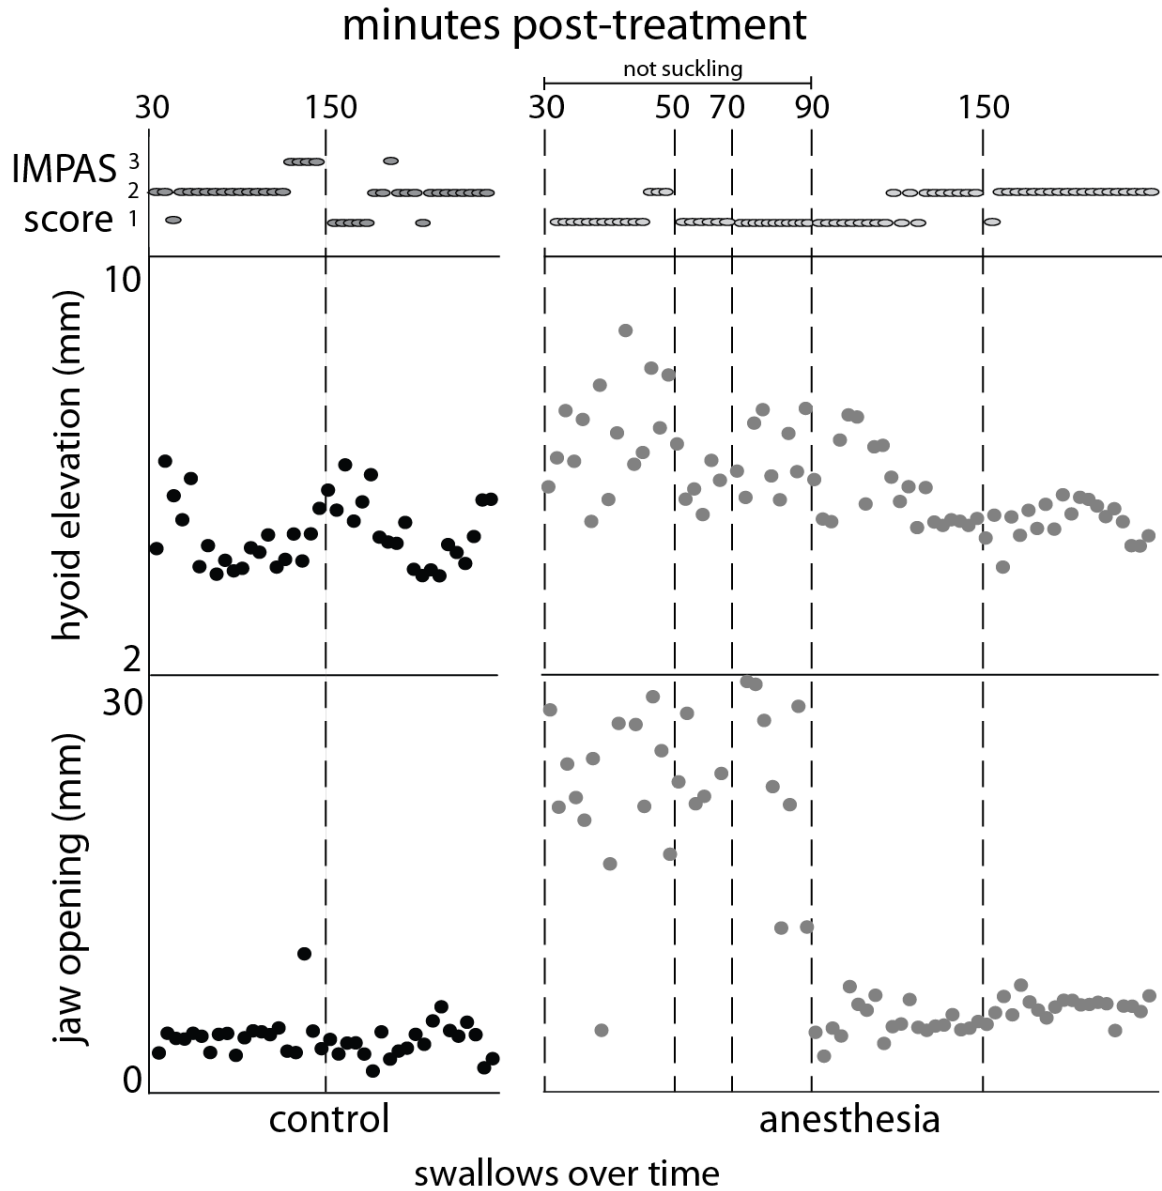 minutes post-treatment
not suckling
30 150 30 50 70 90 150
IMPAS 3
2
score 1
10
hyoid elevation (mm)
2
30
jaw opening (mm)
0
control anesthesia
swallows over time